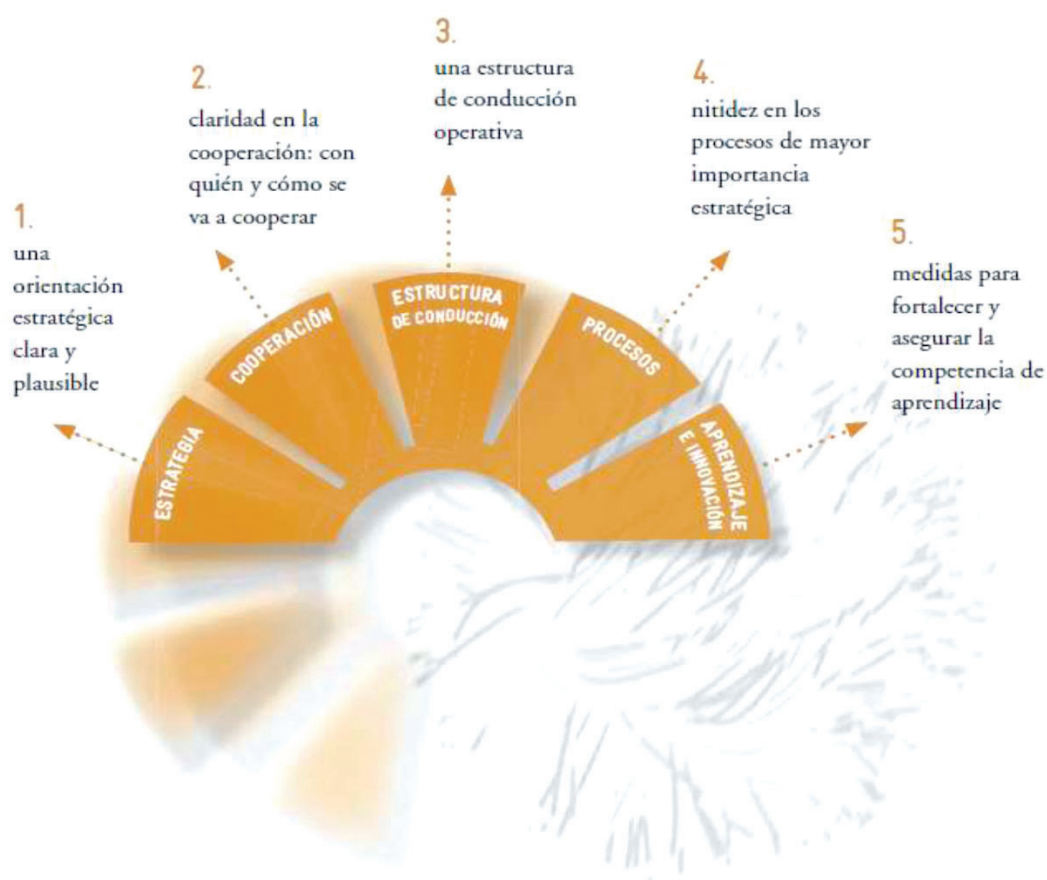 1.
una
orientación
estratégica
clara y
plausible
2.
claridad en la
cooperación: con
quién y cómo se
va a cooperar
3.
una estructura
de conducción
operativa
4.
nitidez en los
procesos de mayor
importancia
estratégica
5.
medidas para
fortalecer y
asegurar la
competencia de
aprendizaje
ESTRATEGIA
COOPERACIÓN
ESTRUCTURA
DE CONDUCCIÓN
PROCESOS
APRENDIZAJE
E INNOVACIÓN